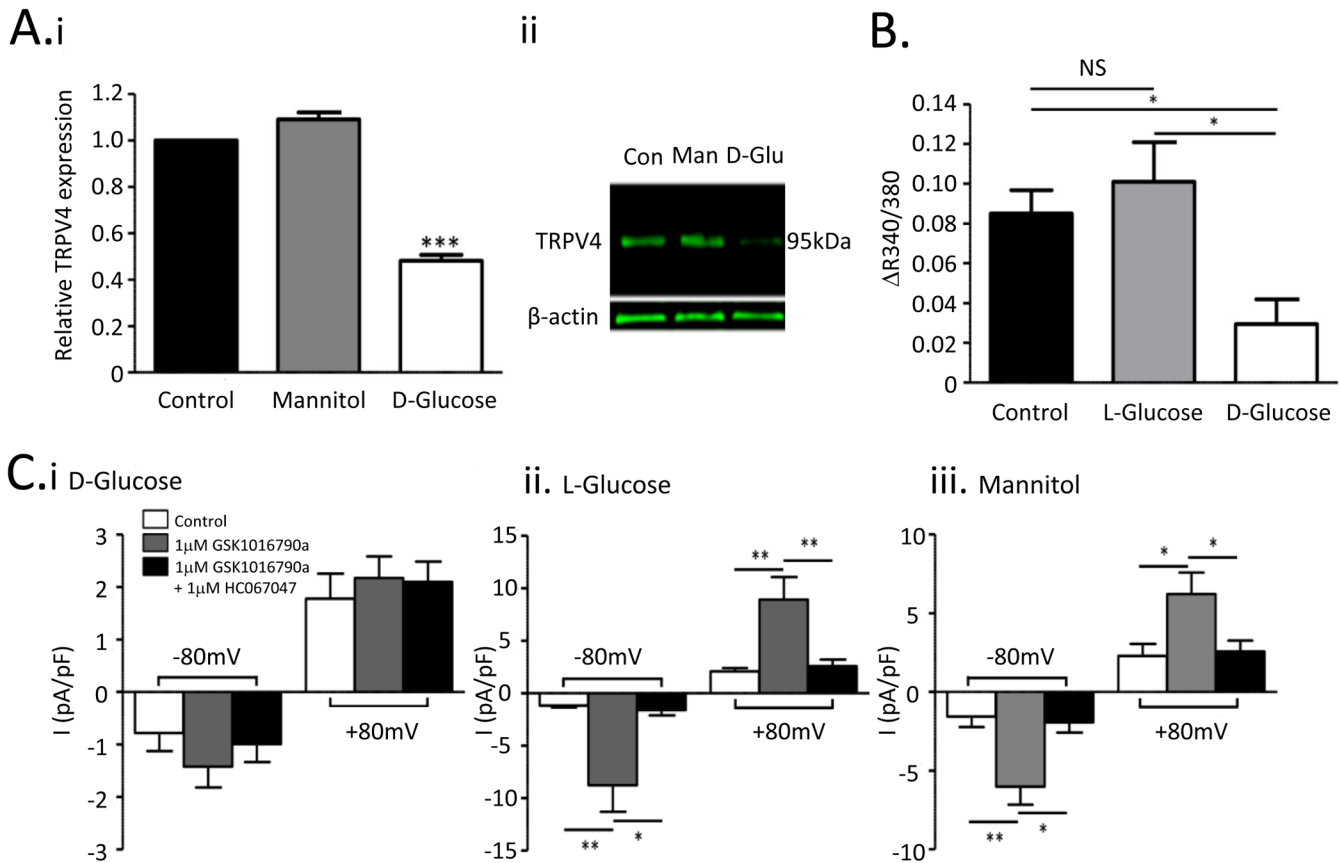 A.i
ii
B.
Relative TRPV4 expression
1.2
1.0
0.8
0.6
0.4
0.2
0
***
Control Mannitol D-Glucose
Con Man D-Glu
TRPV4
95kDa
β-actin
NS
*
*
ΔR340/380
0.14
0.12
0.10
0.08
0.06
0.04
0.02
0
Control L-Glucose D-Glucose
C.i D-Glucose
Control
1μM GSK1016790a
1μM GSK1016790a
+ 1μM HC067047
I (pA/pF)
3
2
1
0
-1
-2
-3
-80mV
+80mV
ii. L-Glucose
I (pA/pF)
15
10
5
0
-5
-10
-15
-80mV
+80mV
** **
** *
iii. Mannitol
I (pA/pF)
10
5
0
-5
-10
-80mV
+80mV
* *
** *